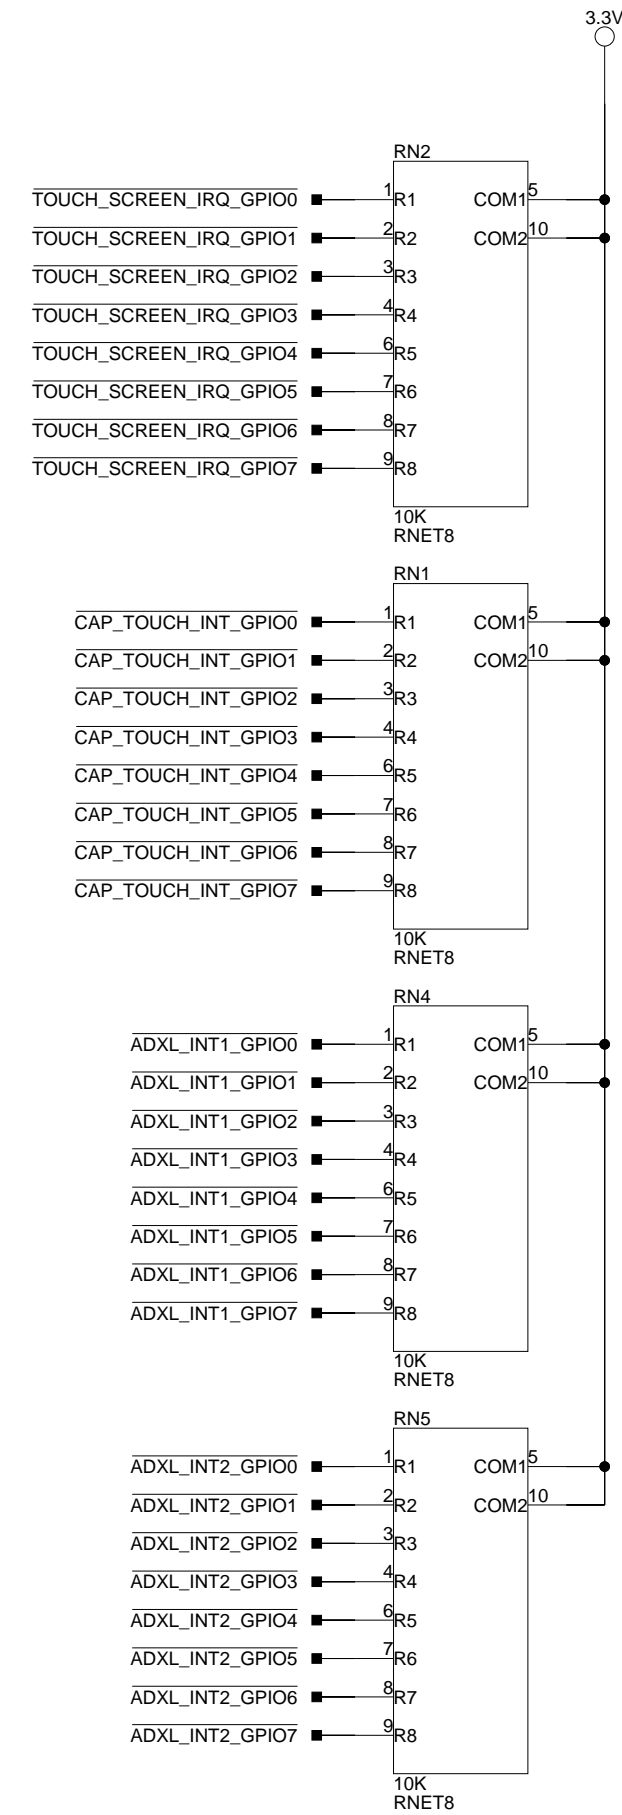 3.3V
RN2
TOUCH_SCREEN_IRQ_GPIO0 1 R1 COM1 5
TOUCH_SCREEN_IRQ_GPIO1 2 R2 COM2 10
TOUCH_SCREEN_IRQ_GPIO2 3 R3
TOUCH_SCREEN_IRQ_GPIO3 4 R4
TOUCH_SCREEN_IRQ_GPIO4 6 R5
TOUCH_SCREEN_IRQ_GPIO5 7 R6
TOUCH_SCREEN_IRQ_GPIO6 8 R7
TOUCH_SCREEN_IRQ_GPIO7 9 R8
10K
RNET8
RN1
CAP_TOUCH_INT_GPIO0 1 R1 COM1 5
CAP_TOUCH_INT_GPIO1 2 R2 COM2 10
CAP_TOUCH_INT_GPIO2 3 R3
CAP_TOUCH_INT_GPIO3 4 R4
CAP_TOUCH_INT_GPIO4 6 R5
CAP_TOUCH_INT_GPIO5 7 R6
CAP_TOUCH_INT_GPIO6 8 R7
CAP_TOUCH_INT_GPIO7 9 R8
10K
RNET8
RN4
ADXL_INT1_GPIO0 1 R1 COM1 5
ADXL_INT1_GPIO1 2 R2 COM2 10
ADXL_INT1_GPIO2 3 R3
ADXL_INT1_GPIO3 4 R4
ADXL_INT1_GPIO4 6 R5
ADXL_INT1_GPIO5 7 R6
ADXL_INT1_GPIO6 8 R7
ADXL_INT1_GPIO7 9 R8
10K
RNET8
RN5
ADXL_INT2_GPIO0 1 R1 COM1 5
ADXL_INT2_GPIO1 2 R2 COM2 10
ADXL_INT2_GPIO2 3 R3
ADXL_INT2_GPIO3 4 R4
ADXL_INT2_GPIO4 6 R5
ADXL_INT2_GPIO5 7 R6
ADXL_INT2_GPIO6 8 R7
ADXL_INT2_GPIO7 9 R8
10K
RNET8